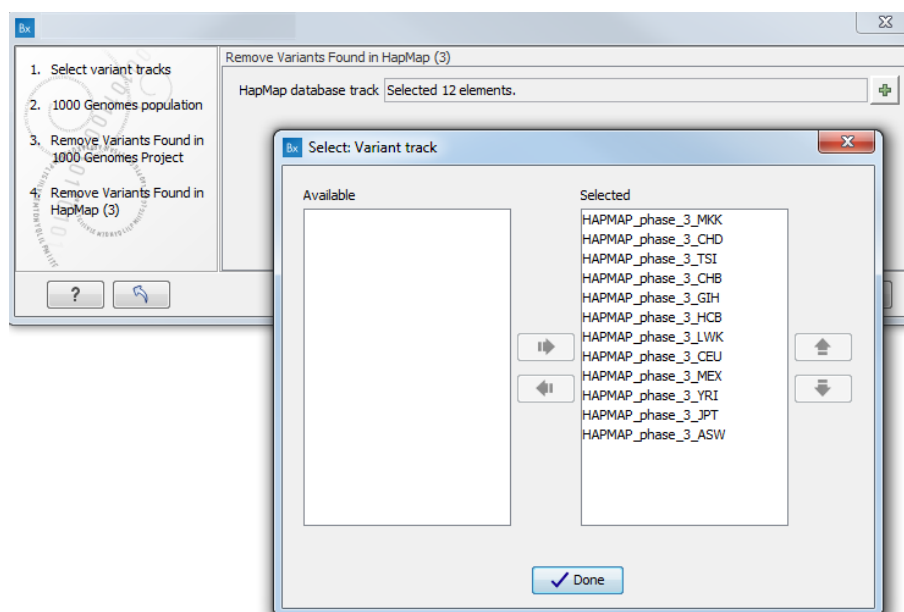 Bx
1. Select variant tracks
2. 1000 Genomes population
3. Remove Variants Found in
1000 Genomes Project
4. Remove Variants Found in
HapMap (3)
?
Remove Variants Found in HapMap (3)
HapMap database track Selected 12 elements.
Bx Select: Variant track
Available
Selected
HAPMAP_phase_3_MKK
HAPMAP_phase_3_CHD
HAPMAP_phase_3_TSI
HAPMAP_phase_3_CHB
HAPMAP_phase_3_GIH
HAPMAP_phase_3_HCB
HAPMAP_phase_3_LWK
HAPMAP_phase_3_CEU
HAPMAP_phase_3_MEX
HAPMAP_phase_3_YRI
HAPMAP_phase_3_JPT
HAPMAP_phase_3_ASW
Done